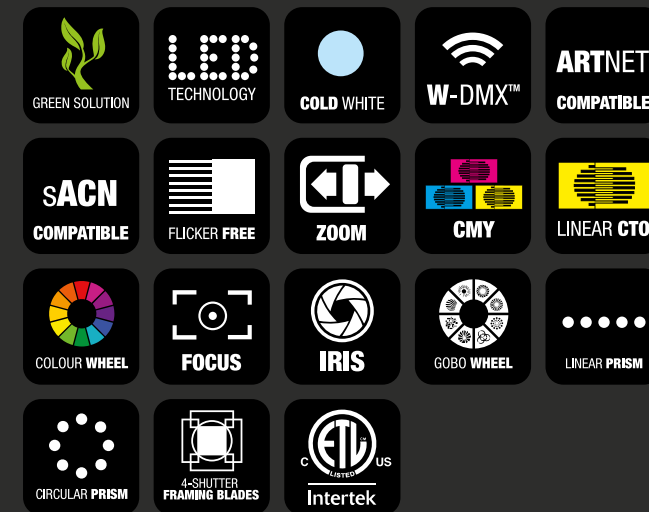 GREEN SOLUTION
LED
TECHNOLOGY
COLD WHITE
W-DMX™
ARTNET
COMPATIBLE
sACN
COMPATIBLE
FLICKER FREE
ZOOM
CMY
LINEAR CTO
COLOUR WHEEL
FOCUS
IRIS
GOBO WHEEL
LINEAR PRISM
CIRCULAR PRISM
4-SHUTTER
FRAMING BLADES
C ETL US
LISTED
Intertek